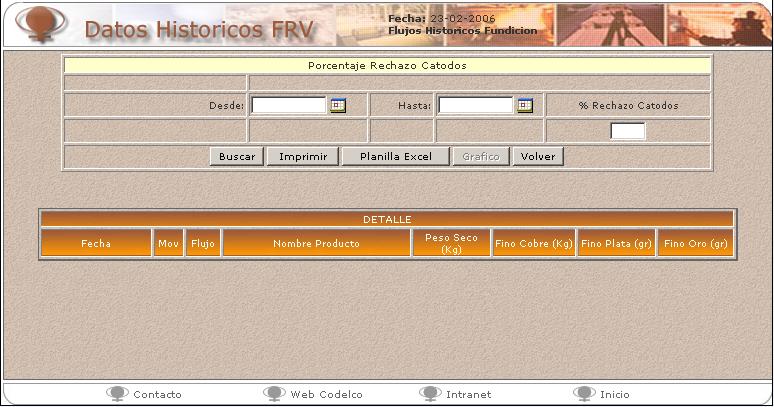 Datos Historicos FRV
Fecha: 23-02-2006
Flujos Historicos Fundicion
Porcentaje Rechazo Catodos
Desde: Hasta: % Rechazo Catodos
Buscar Imprimir Planilla Excel Grafico Volver
DETALLE
Fecha Mov Flujo Nombre Producto Peso Seco (Kg) Fino Cobre (Kg) Fino Plata (gr) Fino Oro (gr)
Contacto Web Codelco Intranet Inicio